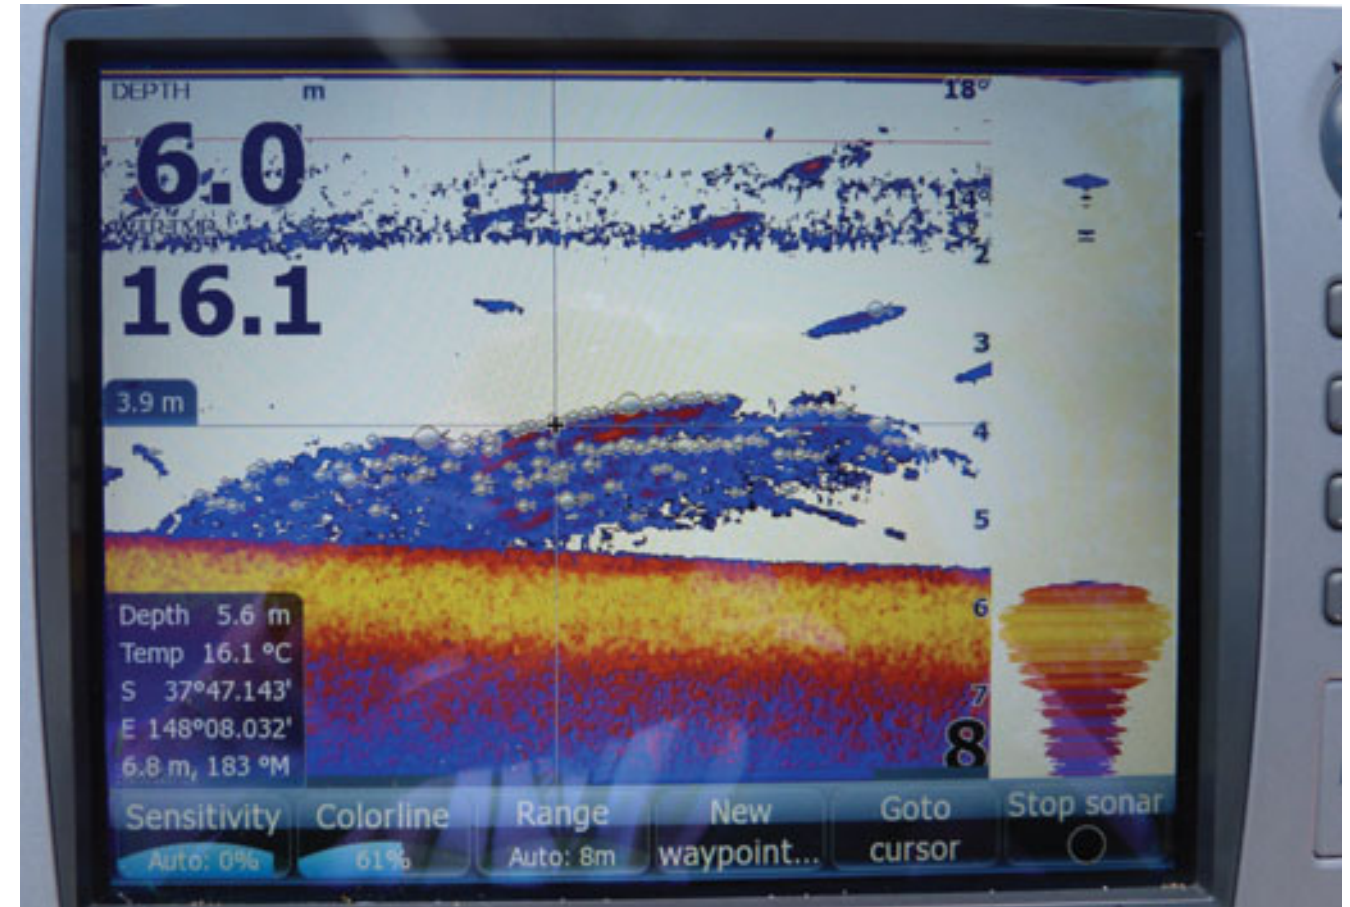 DEPTH m
6.0
WTR TMP
16.1
18°
14°
2
3
3.9 m
4
5
6
7
8
Depth 5.6 m
Temp 16.1 °C
S 37°47.143'
E 148°08.032'
6.8 m, 183 °M
Sensitivity
Auto: 0%
Colorline
61%
Range
Auto: 8m
New
waypoint...
Goto
cursor
Stop sonar